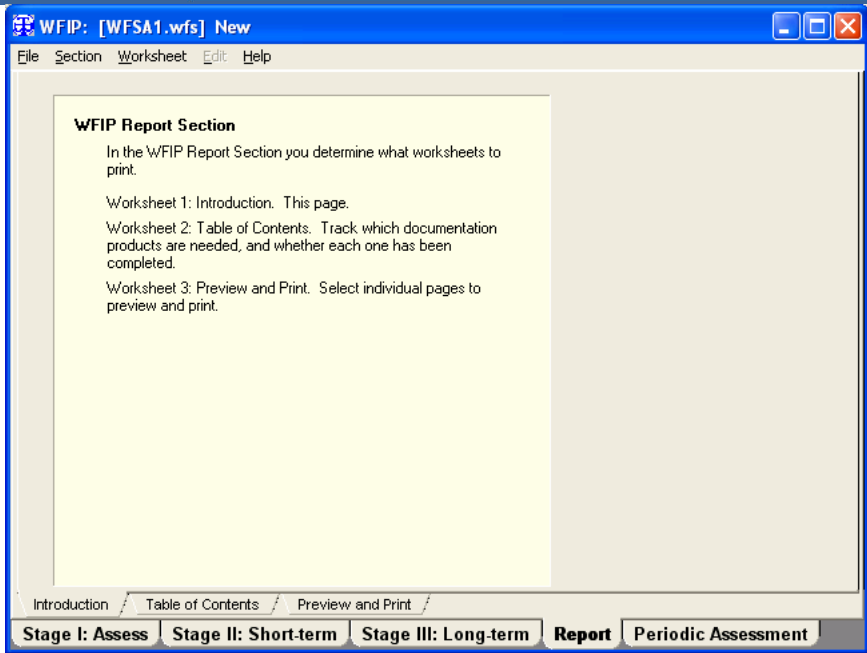 WFIP: [WFSA1.wfs] New
File Section Worksheet Edit Help
WFIP Report Section
In the WFIP Report Section you determine what worksheets to
print.
Worksheet 1: Introduction. This page.
Worksheet 2: Table of Contents. Track which documentation
products are needed, and whether each one has been
completed.
Worksheet 3: Preview and Print. Select individual pages to
preview and print.
Introduction Table of Contents Preview and Print
Stage I: Assess Stage II: Short-term Stage III: Long-term Report Periodic Assessment